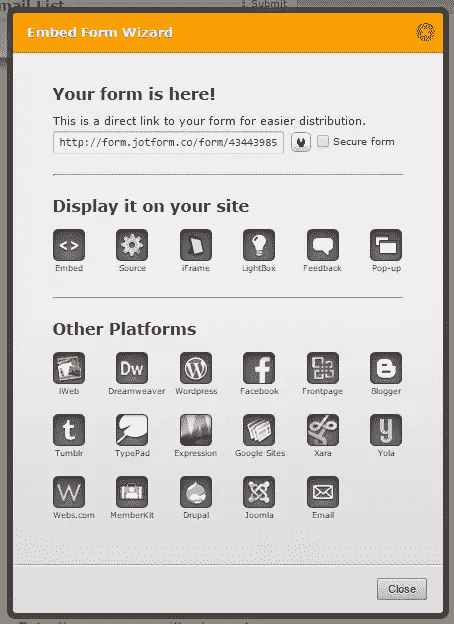 mail List
Submit
Embed Form Wizard
Your form is here!
This is a direct link to your form for easier distribution.
http://form.jotform.co/form/43443985
Secure form
Display it on your site
<> 
Embed Source iFrame LightBox Feedback Pop-up
Other Platforms
Dw W f B
iWeb Dreamweaver Wordpress Facebook Frontpage Blogger
t y
Tumblr TypePad Expression Google Sites Xara Yola
W
Webs.com MemberKit Drupal Joomla Email
Close